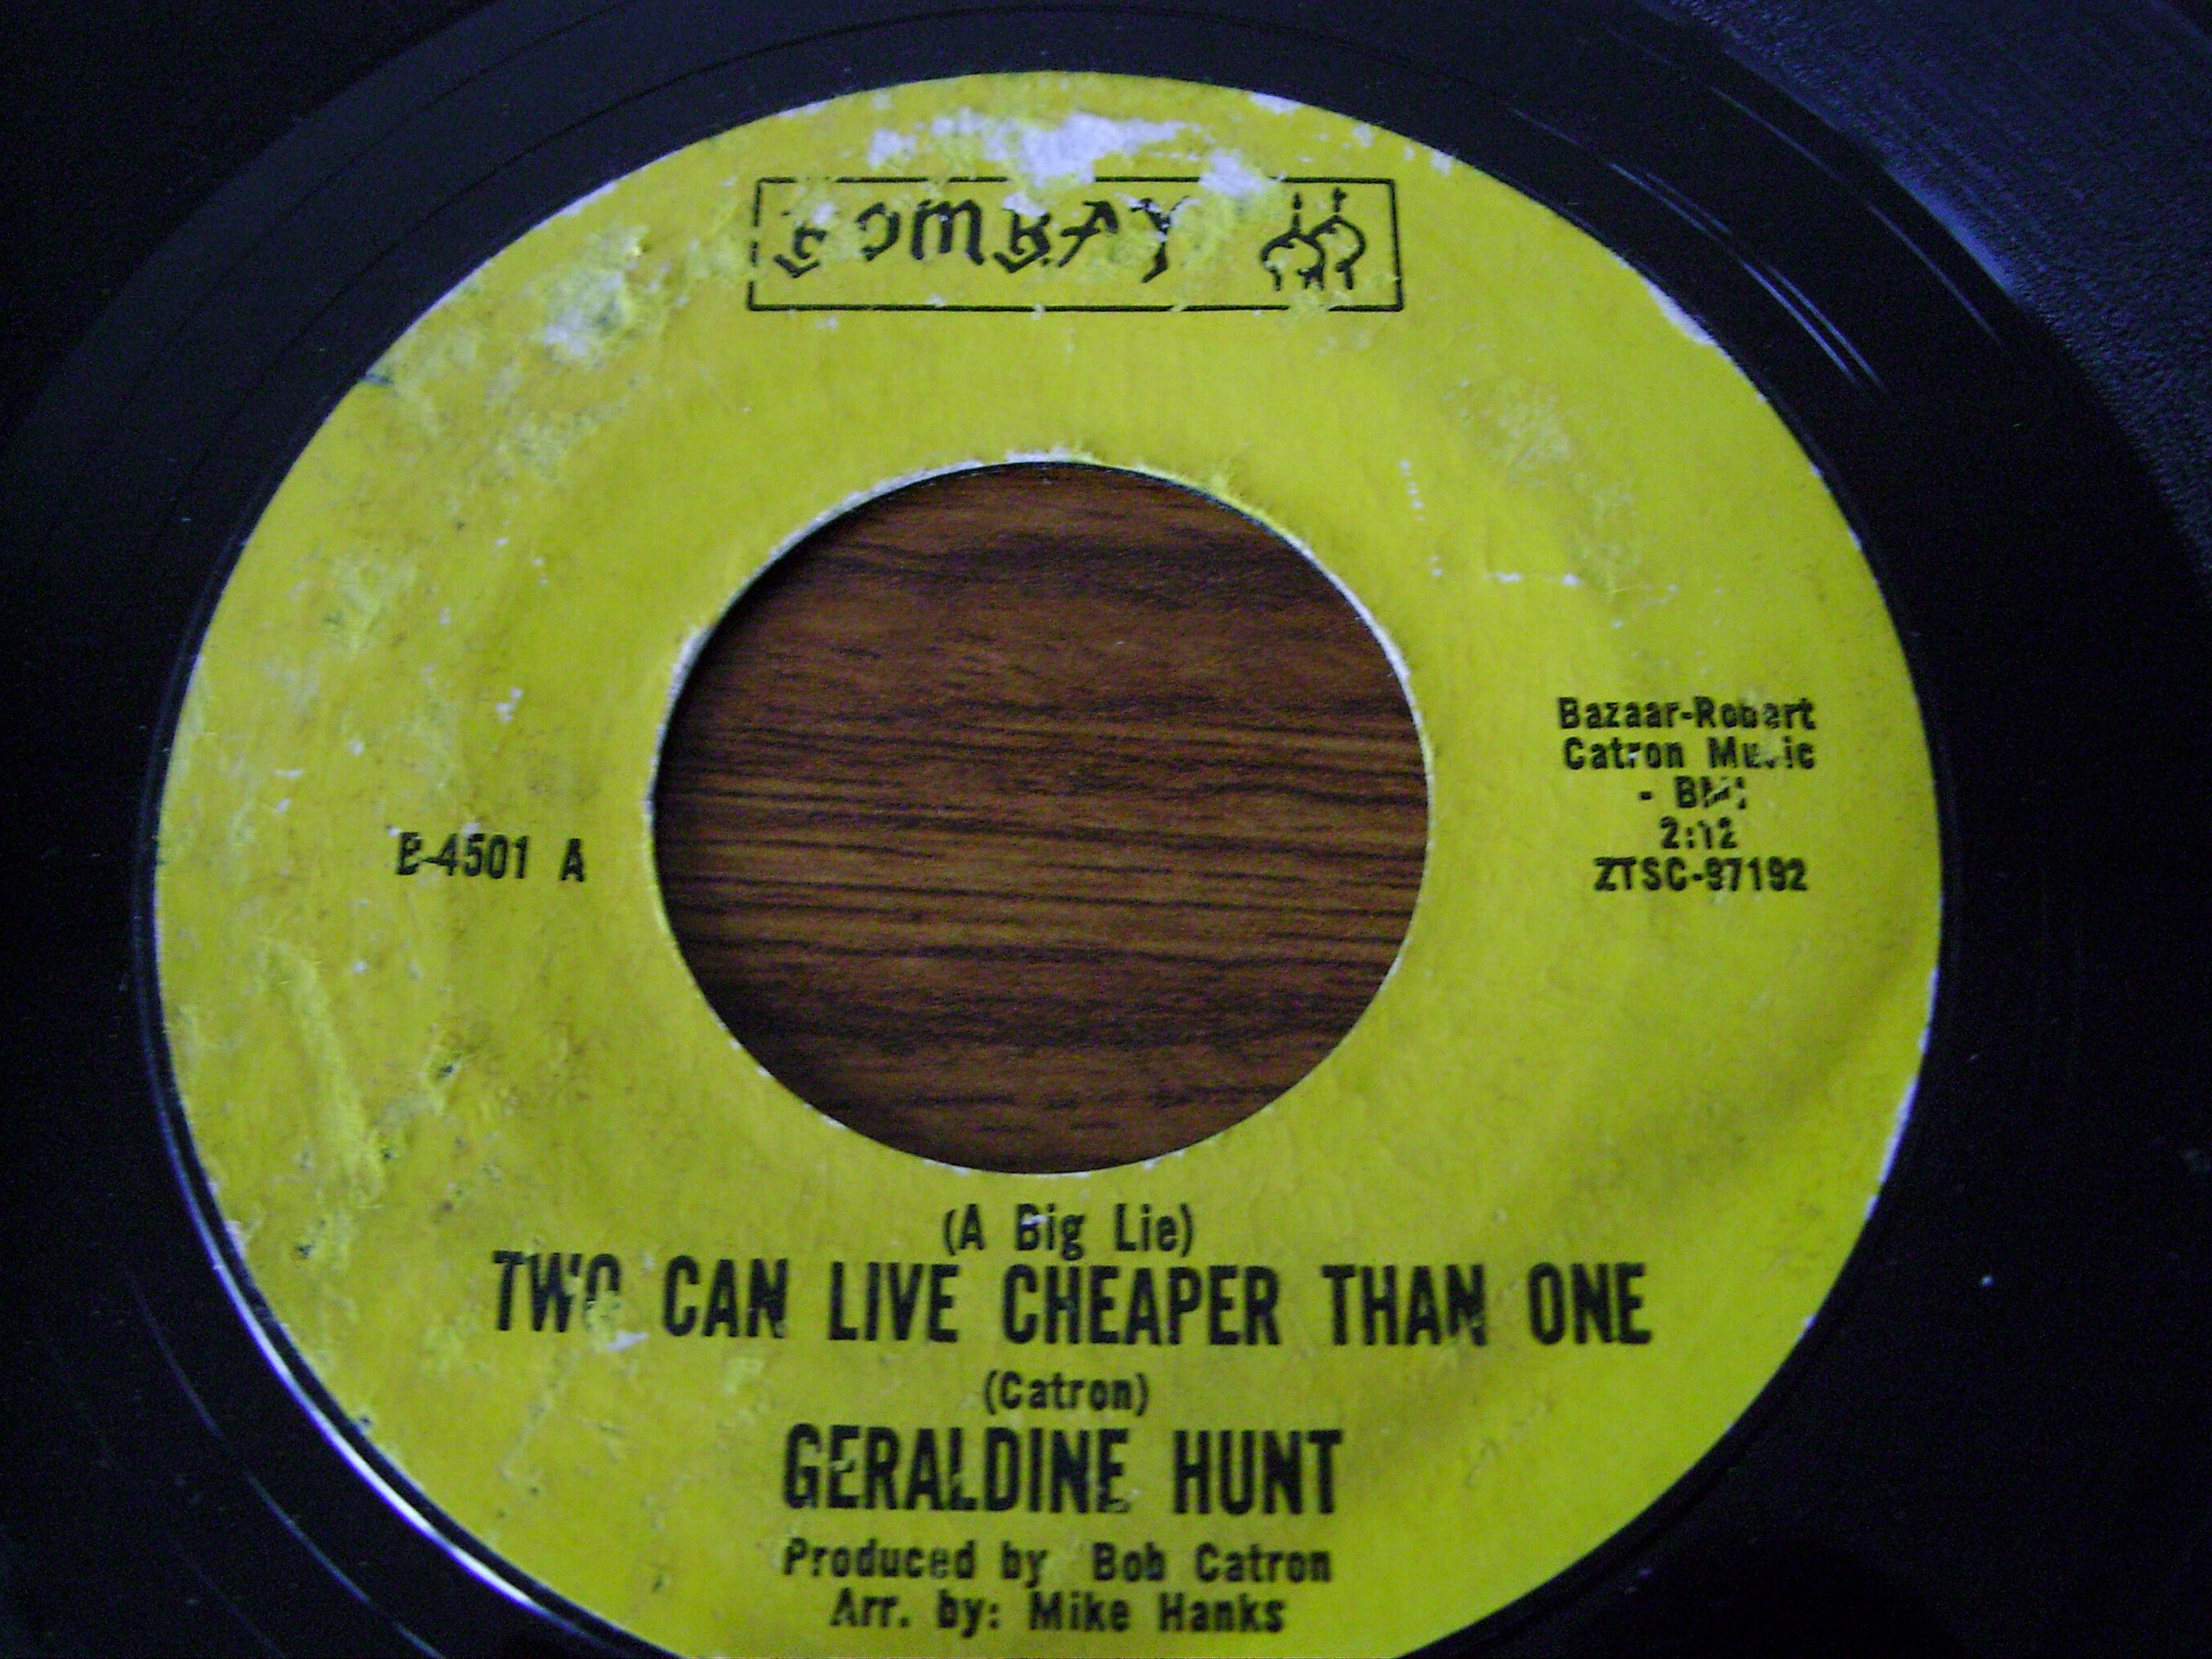 BOMBAY
B-4501 A
Bazaar-Robert
Catron Music
- BMI
2:12
ZTSC-97192
(A Big Lie)
TWO CAN LIVE CHEAPER THAN ONE
(Catron)
GERALDINE HUNT
Produced by Bob Catron
Arr. by: Mike Hanks